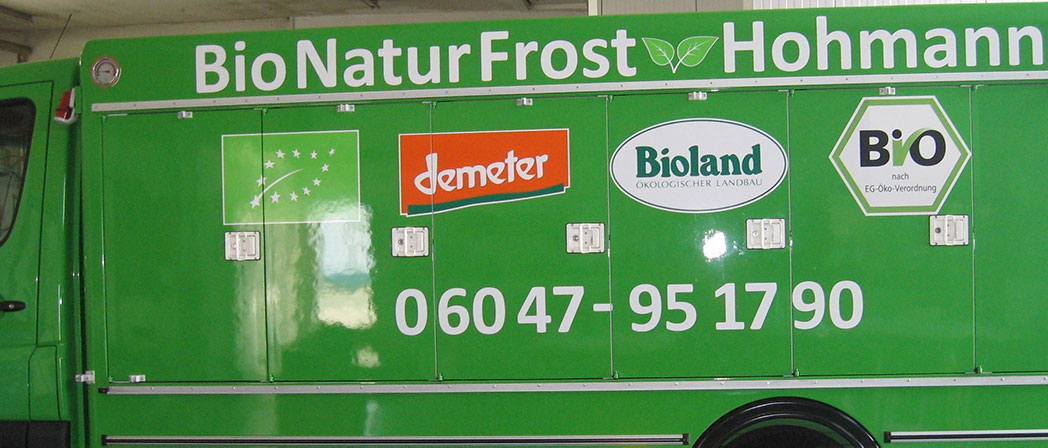 BioNaturFrost Hohmann
demeter
Bioland
ÖKOLOGISCHER LANDBAU
BiO
nach
EG-Öko-Verordnung
06047-951790